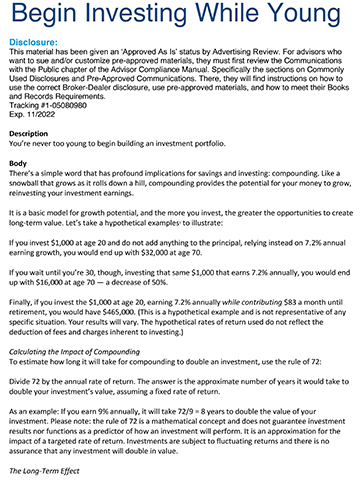 Begin Investing While Young
Disclosure:
This material has been given an 'Approved As Is' status by Advertising Review. For advisors who
want to sue and/or customize pre-approved materials, they must first review the Communications
with the Public chapter of the Advisor Compliance Manual. Specifically the sections on Commonly
Used Disclosures and Pre-Approved Communications. There, they will find instructions on how to
use the correct Broker-Dealer disclosure, use pre-approved materials, and how to meet their Books
and Records Requirements.
Tracking #1-05080980
Exp. 11/2022
Description
You're never too young to begin building an investment portfolio.
Body
There's a simple word that has profound implications for savings and investing: compounding. Like a
snowball that grows as it rolls down a hill, compounding provides the potential for your money to grow,
reinvesting your investment earnings.
It is a basic model for growth potential, and the more you invest, the greater the opportunities to create
long-term value. Let's take a hypothetical examples to illustrate:
If you invest $1,000 at age 20 and do not add anything to the principal, relying instead on 7.2% annual
earning growth, you would end up with $32,000 at age 70.
If you wait until you're 30, though, investing that same $1,000 that earns 7.2% annually, you would end
up with $16,000 at age 70 — a decrease of 50%.
Finally, if you invest the $1,000 at age 20, earning 7.2% annually while contributing $83 a month until
retirement, you would have $465,000. (This is a hypothetical example and is not representative of any
specific situation. Your results will vary. The hypothetical rates of return used do not reflect the
deduction of fees and charges inherent to investing.)
Calculating the Impact of Compounding
To estimate how long it will take for compounding to double an investment, use the rule of 72:
Divide 72 by the annual rate of return. The answer is the approximate number of years it would take to
double your investment's value, assuming a fixed rate of return.
As an example: If you earn 9% annually, it will take 72/9 = 8 years to double the value of your
investment. Please note: the rule of 72 is a mathematical concept and does not guarantee investment
results nor functions as a predictor of how an investment will perform. It is an approximation for the
impact of a targeted rate of return. Investments are subject to fluctuating returns and there is no
assurance that any investment will double in value.
The Long-Term Effect